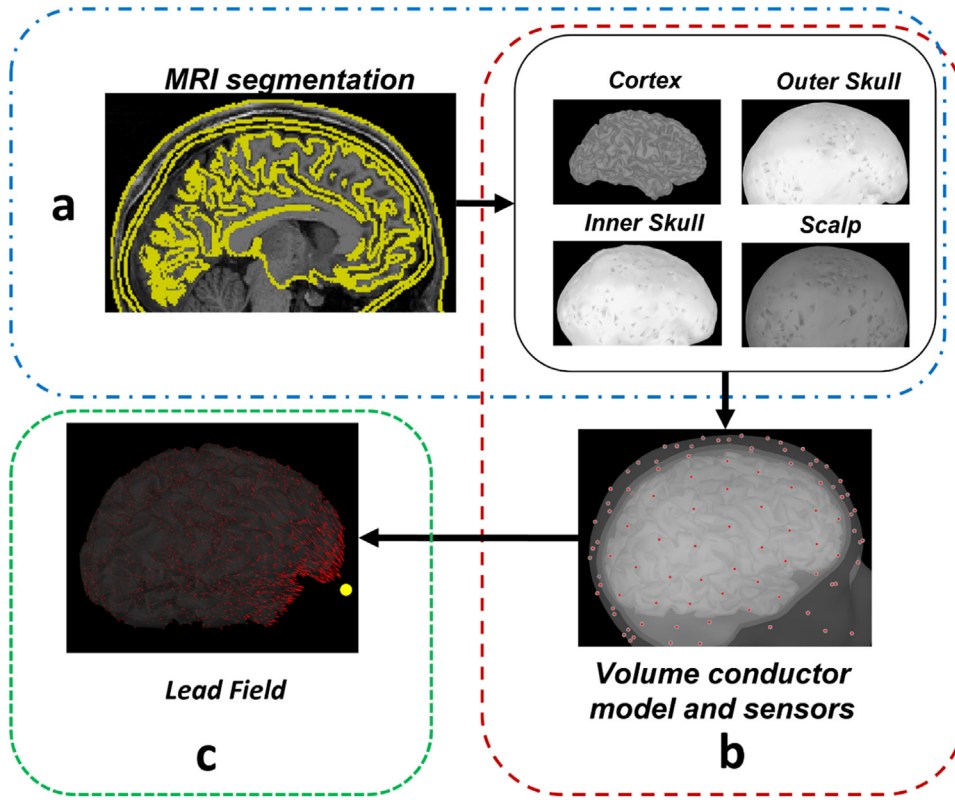 MRI segmentation
a
Cortex
Outer Skull
Inner Skull
Scalp
Lead Field
c
Volume conductor
model and sensors
b